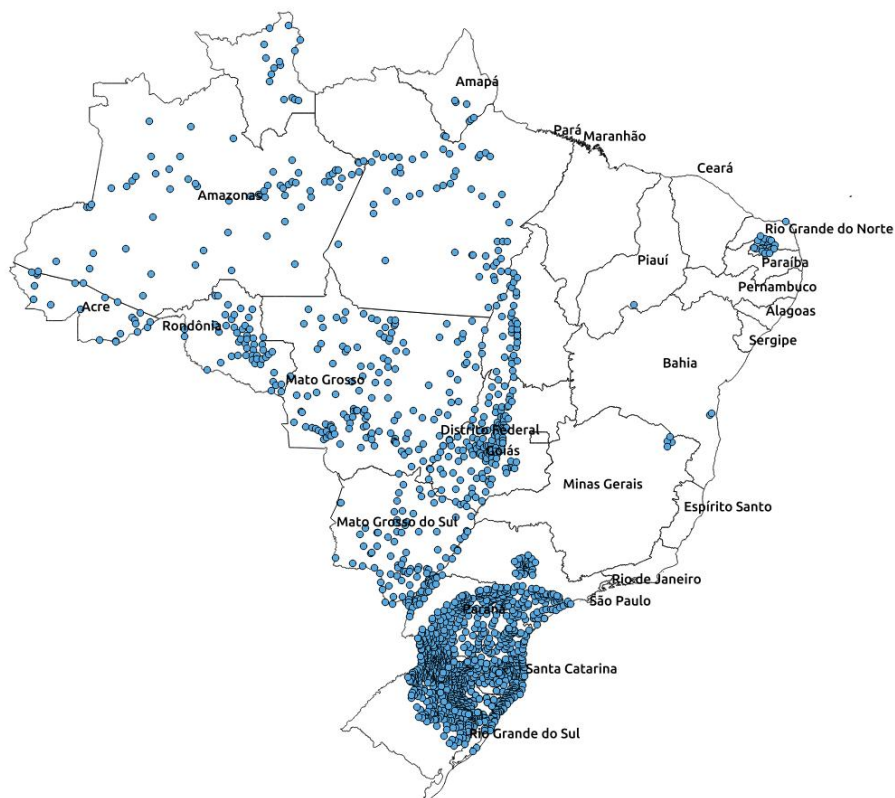 Amapá
Pará
Maranhão
Ceará
Amazonas
Rio Grande do Norte
Piauí
Paraíba
Pernambuco
Acre
Alagoas
Rondônia
Sergipe
Bahia
Mato Grosso
Distrito Federal
Goiás
Minas Gerais
Espírito Santo
Mato Grosso do Sul
Rio de Janeiro
São Paulo
Paraná
Santa Catarina
Rio Grande do Sul